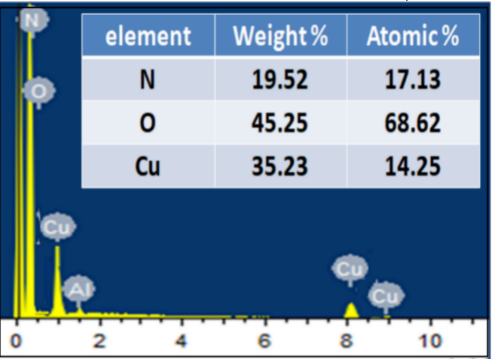 N
element Weight% Atomic%
O
N 19.52 17.13
O 45.25 68.62
Cu 35.23 14.25
Cu
Al
Cu
Cu
0 2 4 6 8 10